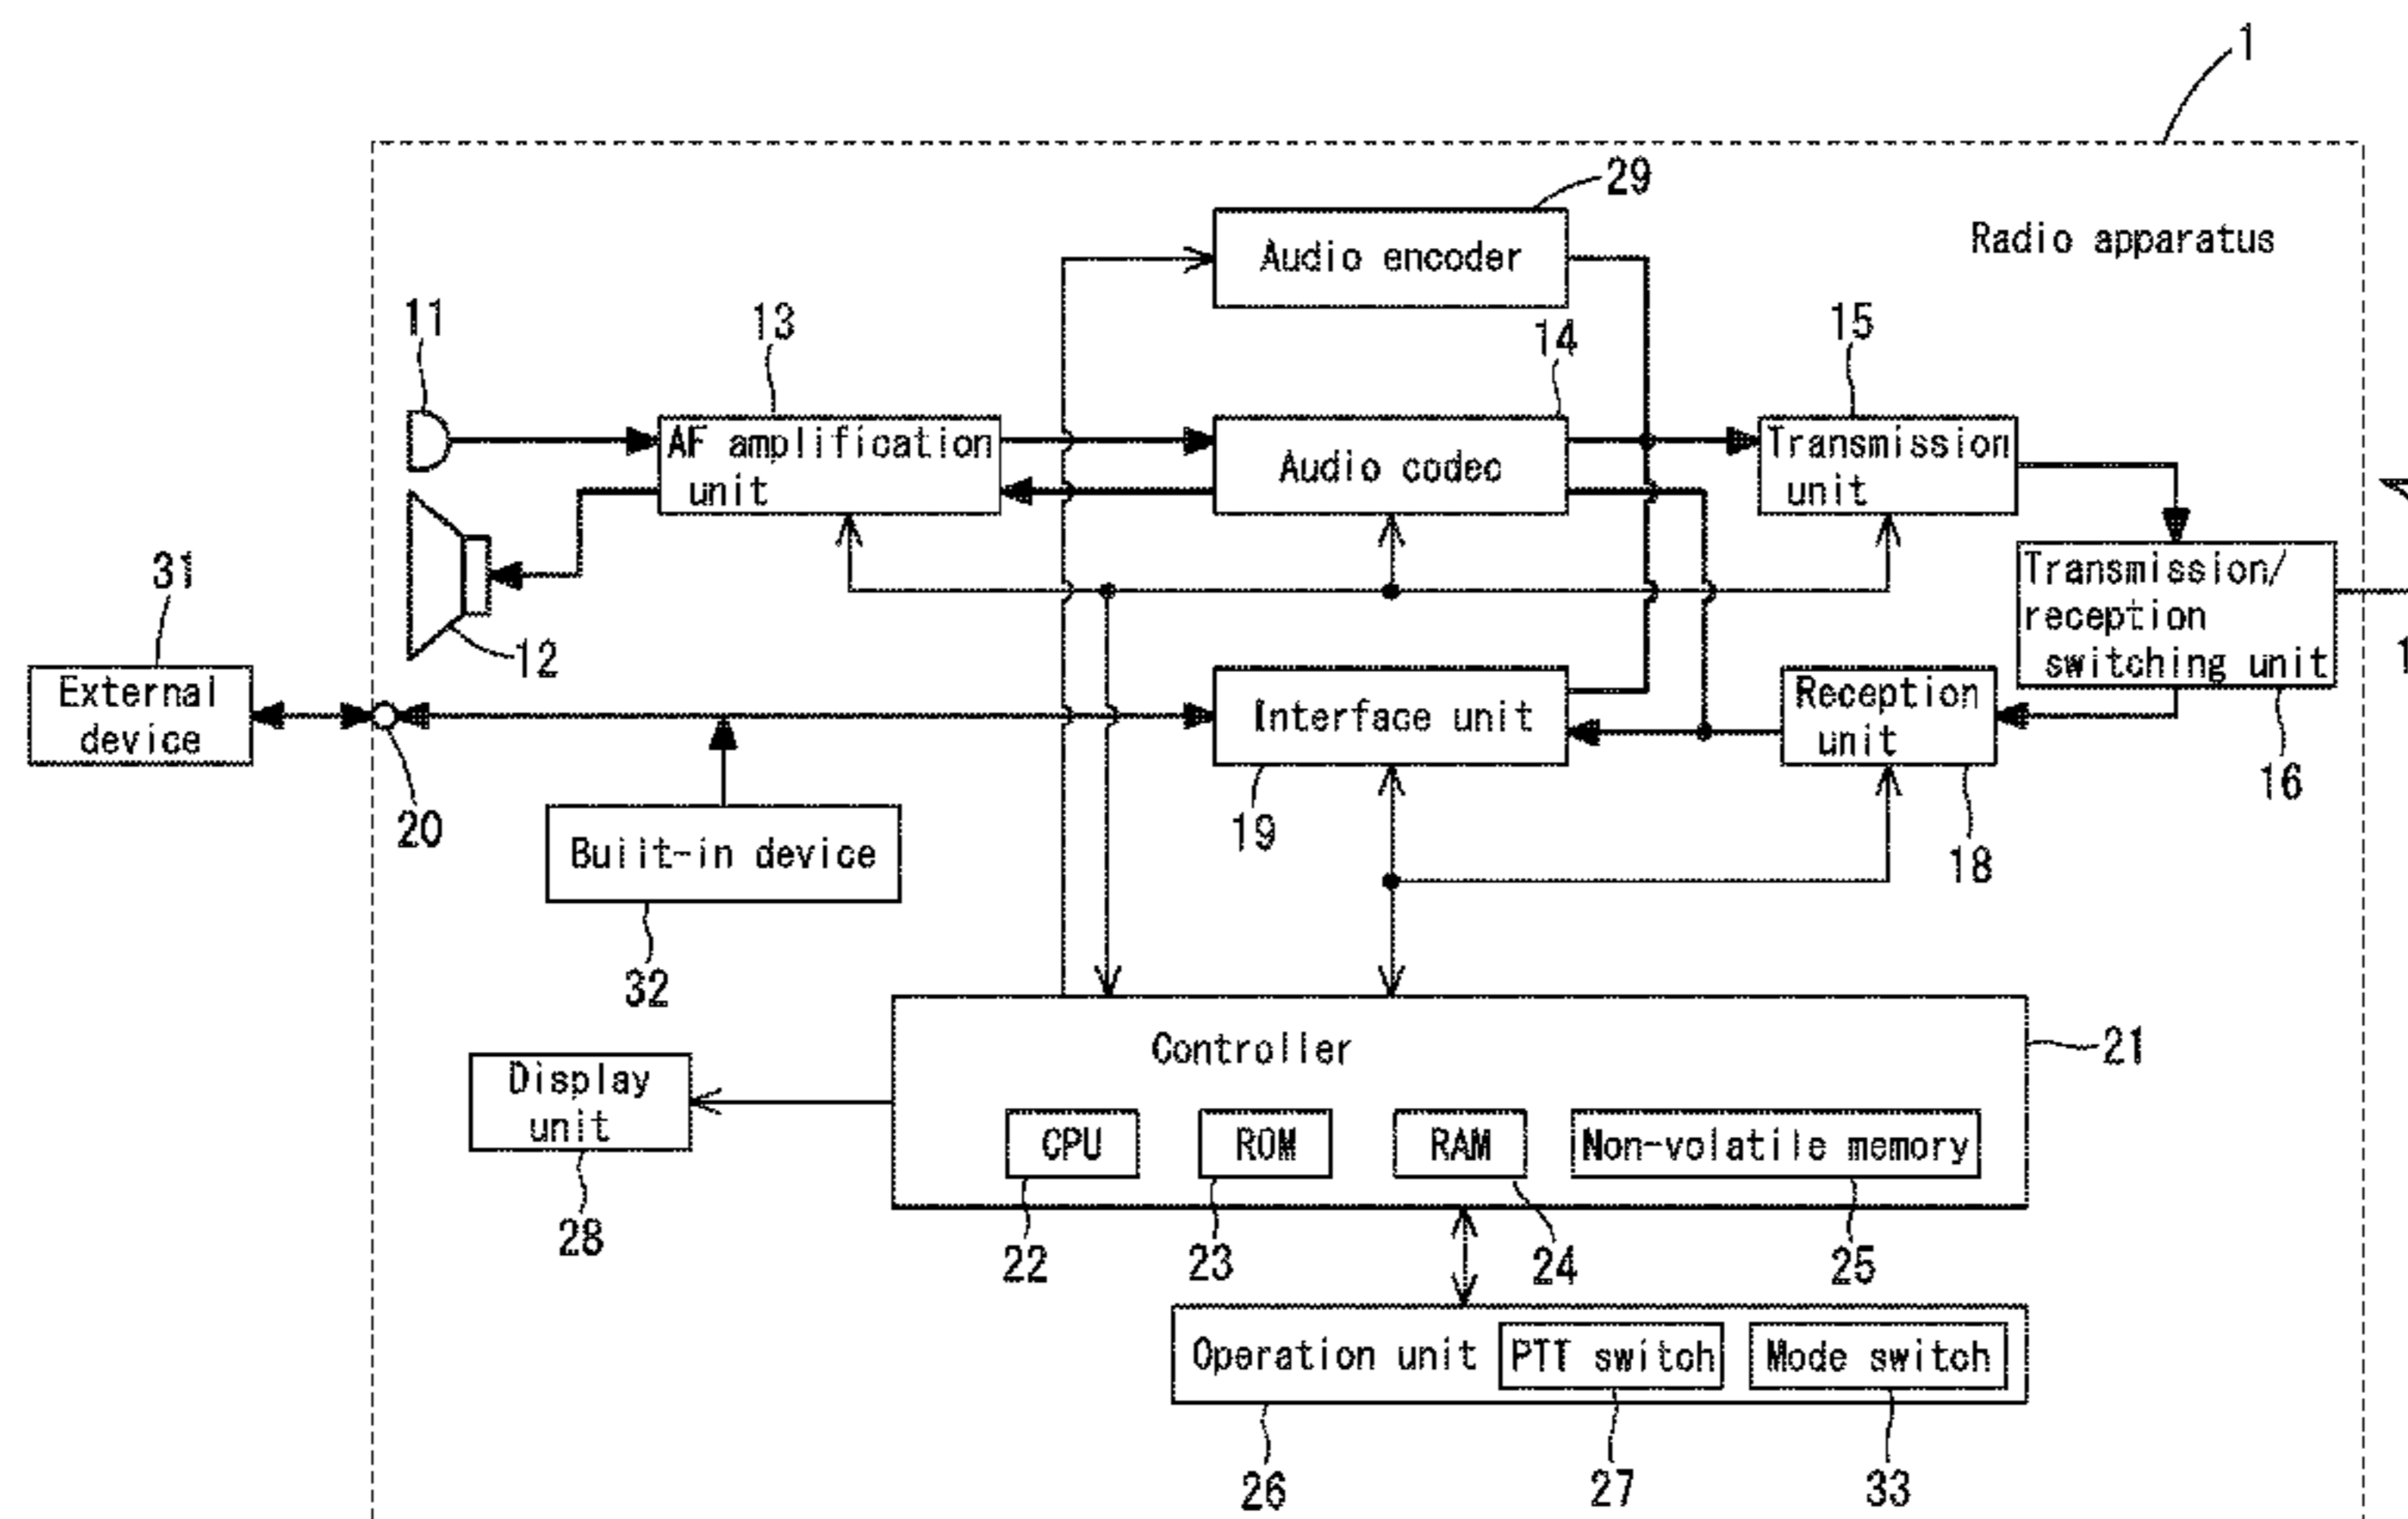 1
29
Audio encoder
Radio apparatus
11
13
14
15
AF amplification
unit
Audio codec
Transmission
unit
31
12
Transmission/
reception
switching unit
External
device
Interface unit
Reception
unit
16
20
19
18
Built-in device
32
Controller
21
Display
unit
CPU
ROM
RAM
Non-volatile memory
28
22
23
24
25
Operation unit
PTT switch
Mode switch
26
27
33